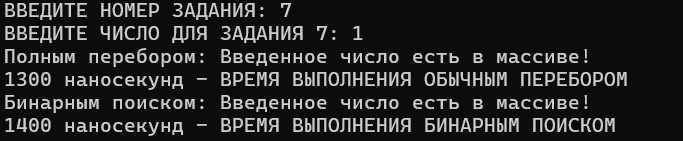 ВВЕДИТЕ НОМЕР ЗАДАНИЯ: 7
ВВЕДИТЕ ЧИСЛО ДЛЯ ЗАДАНИЯ 7: 1
Полным перебором: Введенное число есть в массиве!
1300 наносекунд - ВРЕМЯ ВЫПОЛНЕНИЯ ОБЫЧНЫМ ПЕРЕБОРОМ
Бинарным поиском: Введенное число есть в массиве!
1400 наносекунд - ВРЕМЯ ВЫПОЛНЕНИЯ БИНАРНЫМ ПОИСКОМ